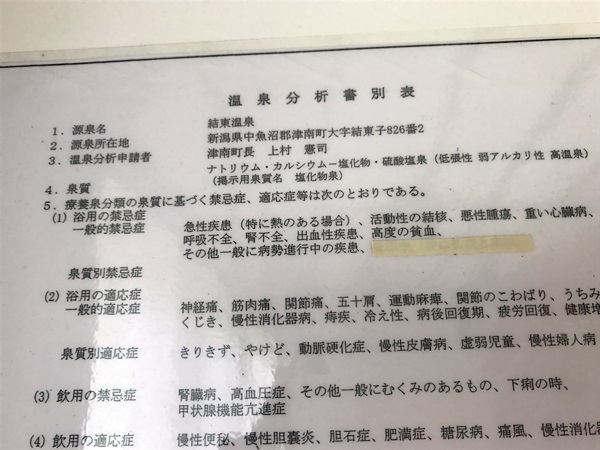 温泉分析書別表
1. 源泉名 結東温泉
2. 源泉所在地 新潟県中魚沼郡津南町大字結東子826番2
3. 温泉分析申請者 津南町長 上村 憲司
4. 泉質 ナトリウム・カルシウム－塩化物・硫酸塩泉（低張性 弱アルカリ性 高温泉）
（掲示用泉質名 塩化物泉）
5. 療養泉分類の泉質に基づく禁忌症、適応症等は次のとおりである。
(1) 浴用の禁忌症
一般的禁忌症 急性疾患（特に熱のある場合）、活動性の結核、悪性腫瘍、重い心臓病、
呼吸不全、腎不全、出血性疾患、高度の貧血、
その他一般に病勢進行中の疾患、
泉質別禁忌症
(2) 浴用の適応症
一般的適応症 神経痛、筋肉痛、関節痛、五十肩、運動麻痺、関節のこわばり、うちみ
くじき、慢性消化器病、痔疾、冷え性、病後回復期、疲労回復、健康増
泉質別適応症 きりきず、やけど、動脈硬化症、慢性皮膚病、虚弱児童、慢性婦人病
(3) 飲用の禁忌症 腎臓病、高血圧症、その他一般にむくみのあるもの、下痢の時、
甲状腺機能亢進症
(4) 飲用の適応症 慢性便秘、慢性胆嚢炎、胆石症、肥満症、糖尿病、痛風、慢性消化器